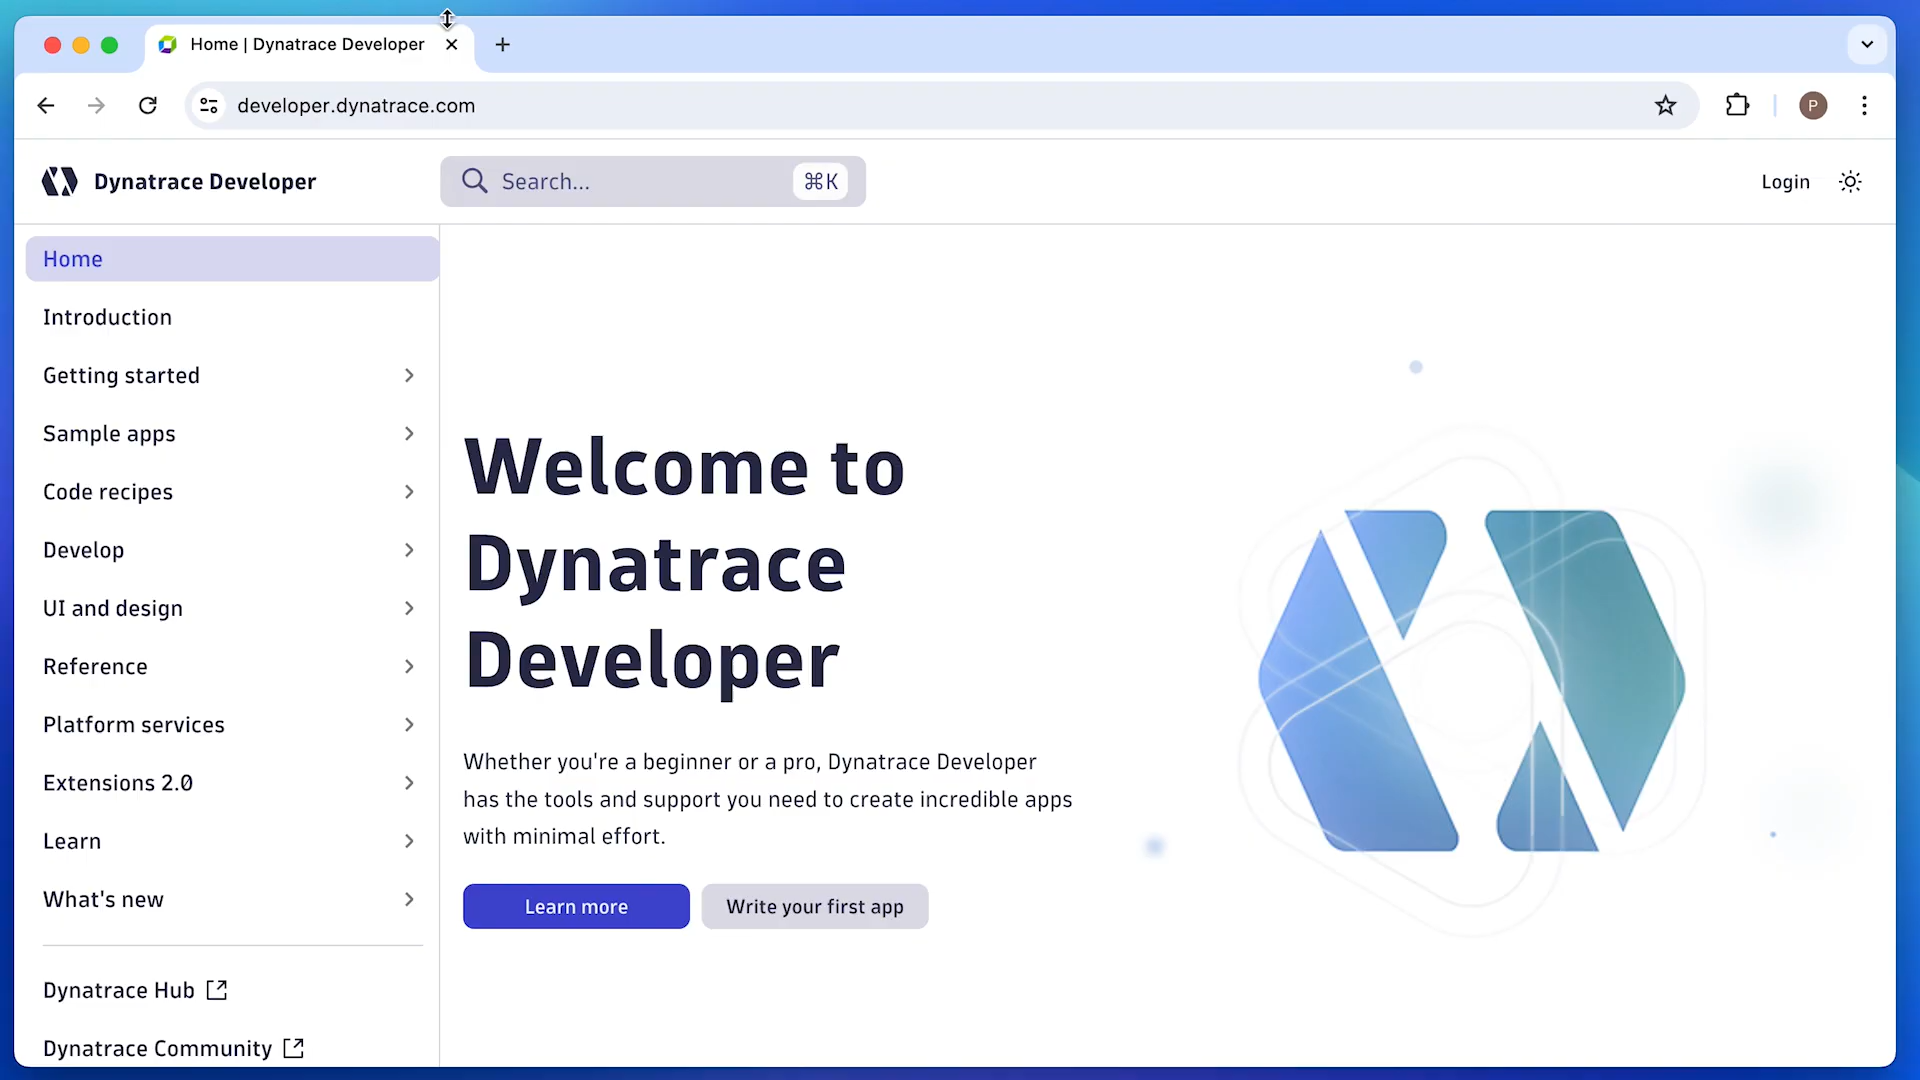 Home | Dynatrace Developer
developer.dynatrace.com
P
Dynatrace Developer
Search...
⌘K
Login
Home
Introduction
Getting started
Sample apps
Code recipes
Develop
UI and design
Reference
Platform services
Extensions 2.0
Learn
What's new
Dynatrace Hub
Dynatrace Community
Welcome to
Dynatrace
Developer
Whether you're a beginner or a pro, Dynatrace Developer
has the tools and support you need to create incredible apps
with minimal effort.
Learn more
Write your first app